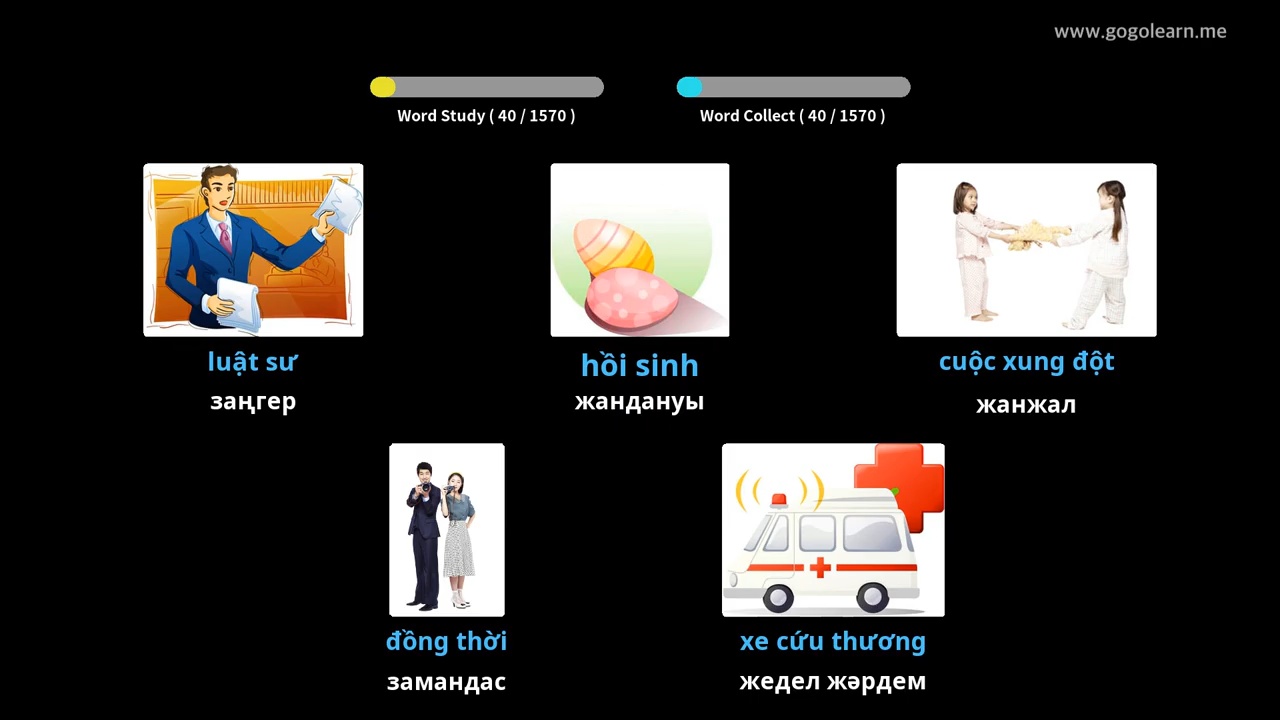 www.gogolearn.me
Word Study ( 40 / 1570 )
Word Collect ( 40 / 1570 )
luật sư
заңгер
hồi sinh
жандануы
cuộc xung đột
жанжал
đồng thời
замандас
xe cứu thương
жедел жәрдем